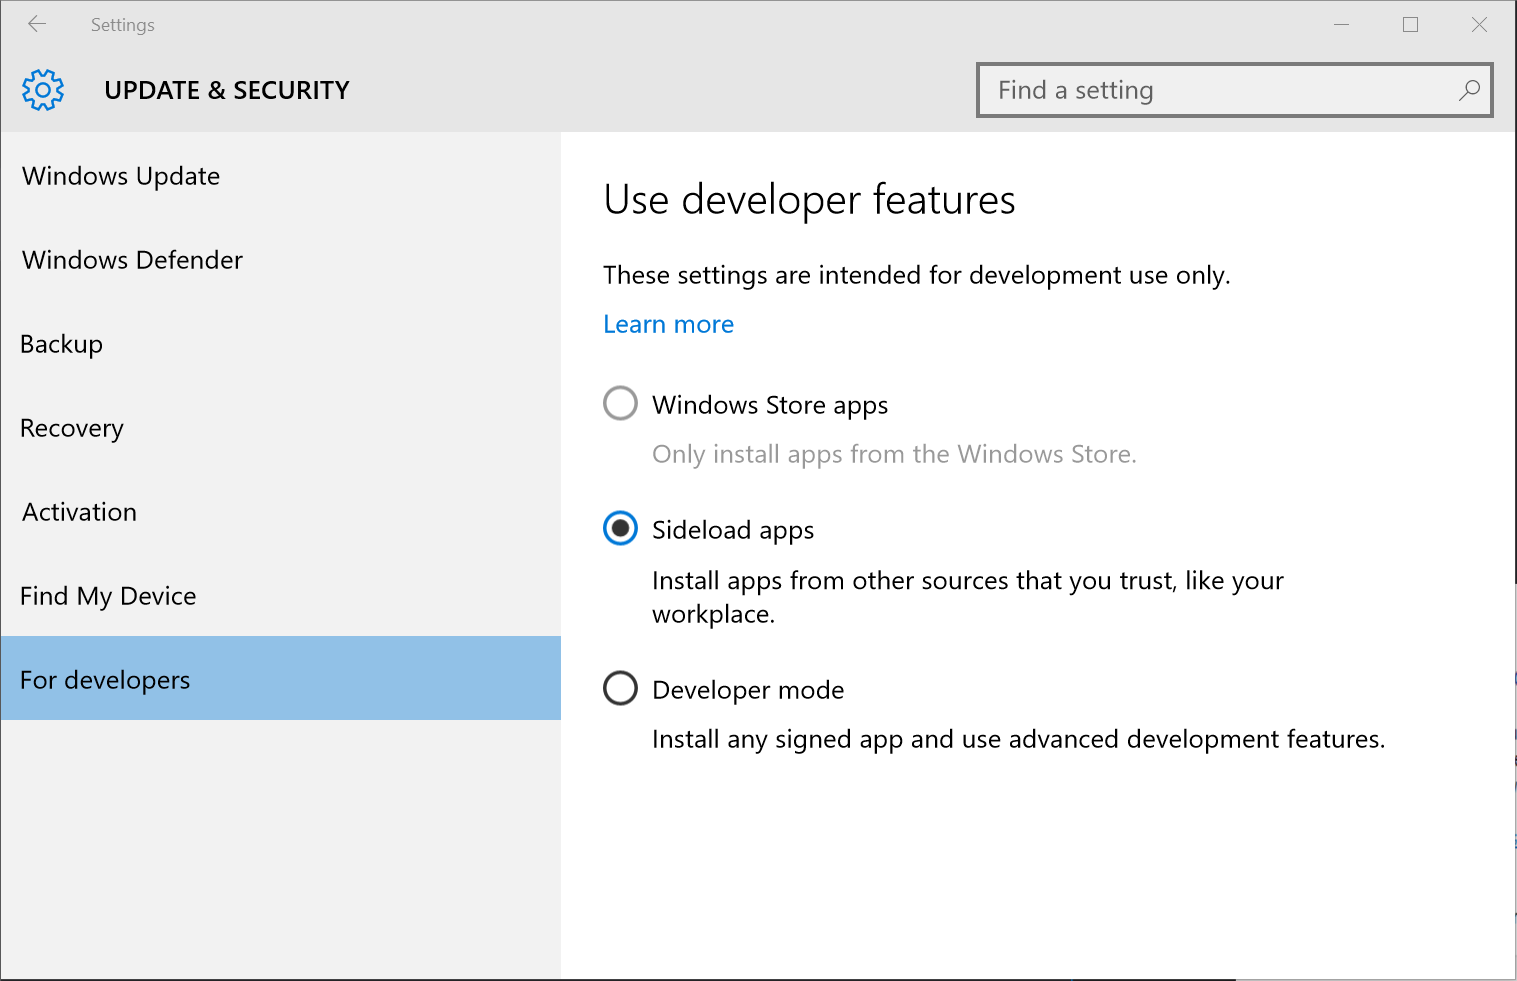 Settings
UPDATE & SECURITY
Find a setting
Windows Update
Windows Defender
Backup
Recovery
Activation
Find My Device
For developers
Use developer features
These settings are intended for development use only.
Learn more
Windows Store apps
Only install apps from the Windows Store.
Sideload apps
Install apps from other sources that you trust, like your
workplace.
Developer mode
Install any signed app and use advanced development features.